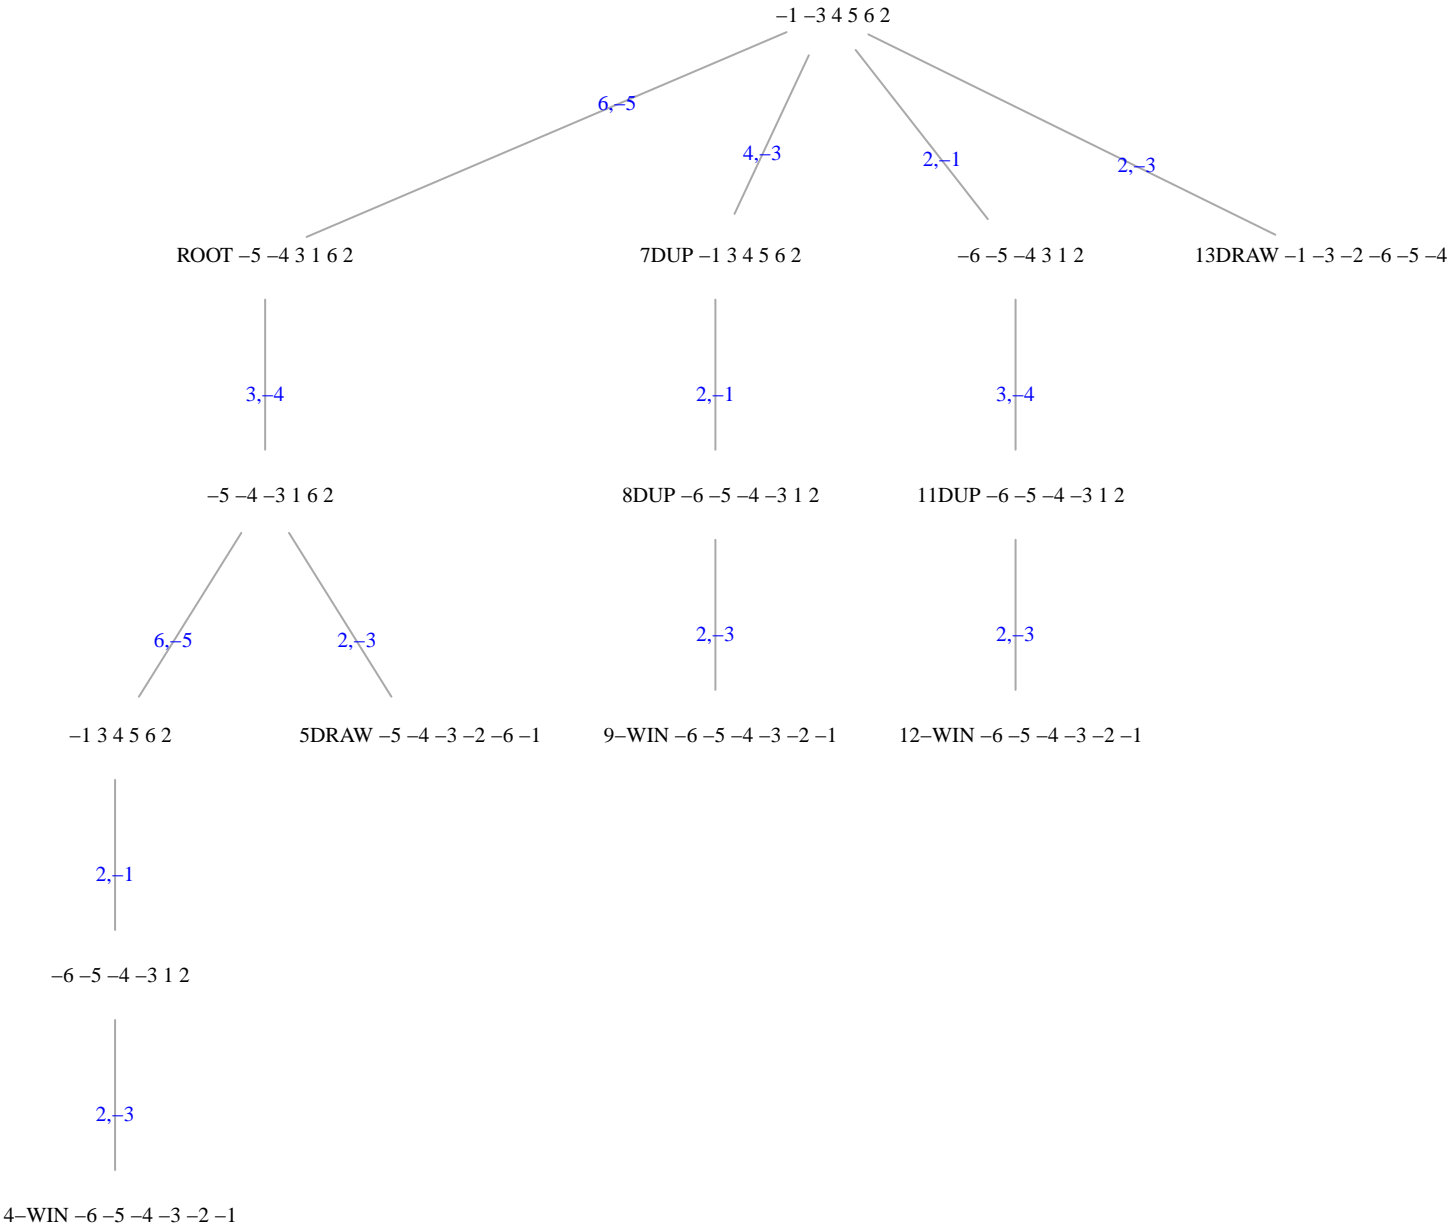 –1 –3 4 5 6 2
6,–5
4,–3
2,–1
2,–3
ROOT –5 –4 3 1 6 2
7DUP –1 3 4 5 6 2
–6 –5 –4 3 1 2
13DRAW –1 –3 –2 –6 –5 –4
3,–4
2,–1
3,–4
–5 –4 –3 1 6 2
8DUP –6 –5 –4 –3 1 2
11DUP –6 –5 –4 –3 1 2
6,–5
2,–3
2,–3
2,–3
–1 3 4 5 6 2
5DRAW –5 –4 –3 –2 –6 –1
9–WIN –6 –5 –4 –3 –2 –1
12–WIN –6 –5 –4 –3 –2 –1
2,–1
–6 –5 –4 –3 1 2
2,–3
4–WIN –6 –5 –4 –3 –2 –1